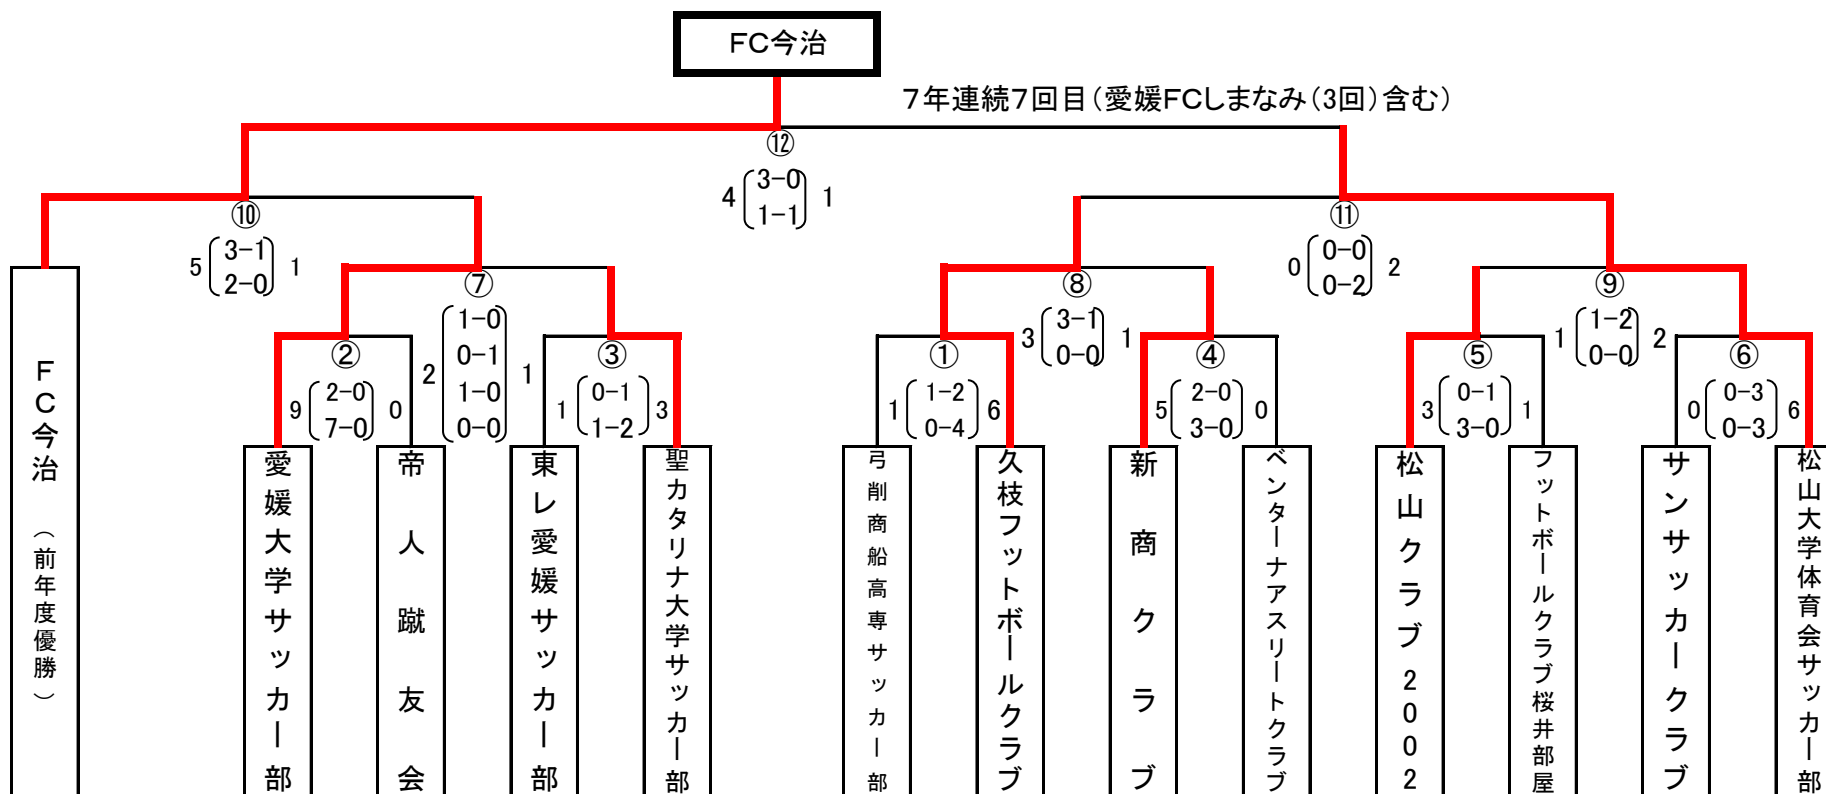 FC今治
7年連続7回目(愛媛FCしまなみ(3回)含む)
⑫
4 3-0 1
1-1
⑩
5 3-1 1
2-0
⑪
0 0-0 2
0-2
⑦
2 1-0 1
0-1
1-0
0-0
⑧
3 3-1 1
0-0
⑨
1 1-2 2
0-0
②
9 2-0 0
7-0
③
1 0-1 3
1-2
①
1 1-2 6
0-4
④
5 2-0 0
3-0
⑤
3 0-1 1
3-0
⑥
0 0-3 6
0-3
FC今治 (前年度優勝)
愛媛大学サッカー部
帝人蹴友会
東レ愛媛サッカー部
聖カタリナ大学サッカー部
弓削商船高専サッカー部
久枝フットボールクラブ
新商クラブ
ベンターナアスリートクラブ
松山クラブ2002
フットボールクラブ桜井部屋
サンサッカークラブ
松山大学体育会サッカー部